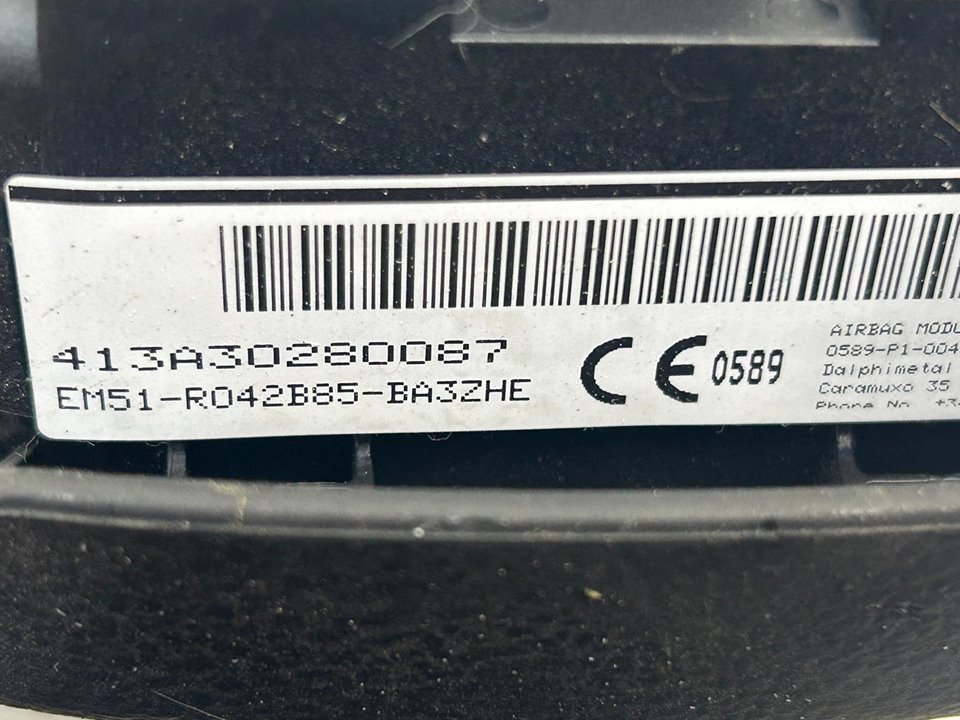 413A30280087
EM51-R042B85-BA3ZHE
CE 0589
AIRBAG MODU
0589-P1-004
Dalphimetal
Caramuxo 35
Phone No